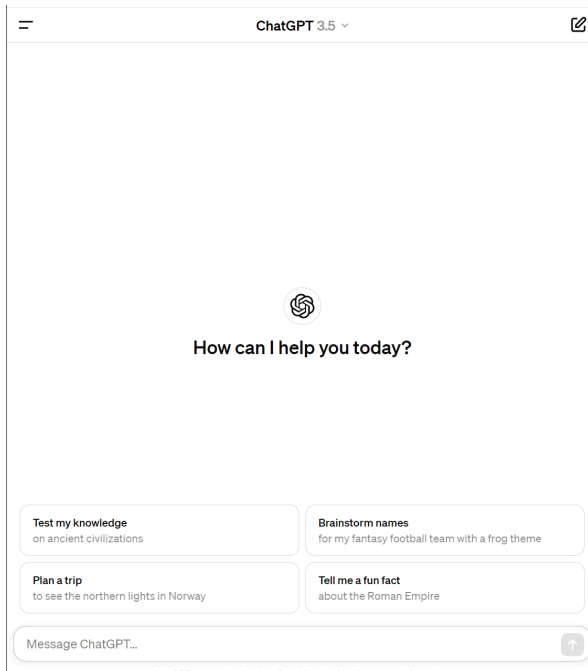 ChatGPT 3.5
How can I help you today?
Test my knowledge
on ancient civilizations
Brainstorm names
for my fantasy football team with a frog theme
Plan a trip
to see the northern lights in Norway
Tell me a fun fact
about the Roman Empire
Message ChatGPT...